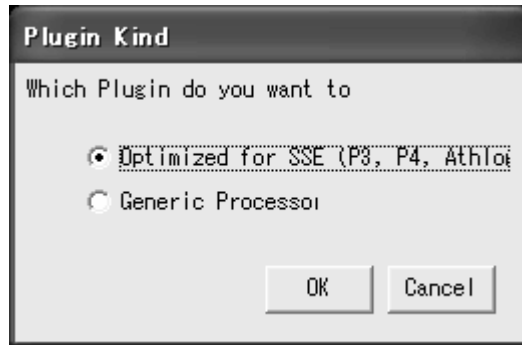 Plugin Kind
Which Plugin do you want to
Optimized for SSE (P3, P4, Athlo
Generic Processo
OK
Cancel